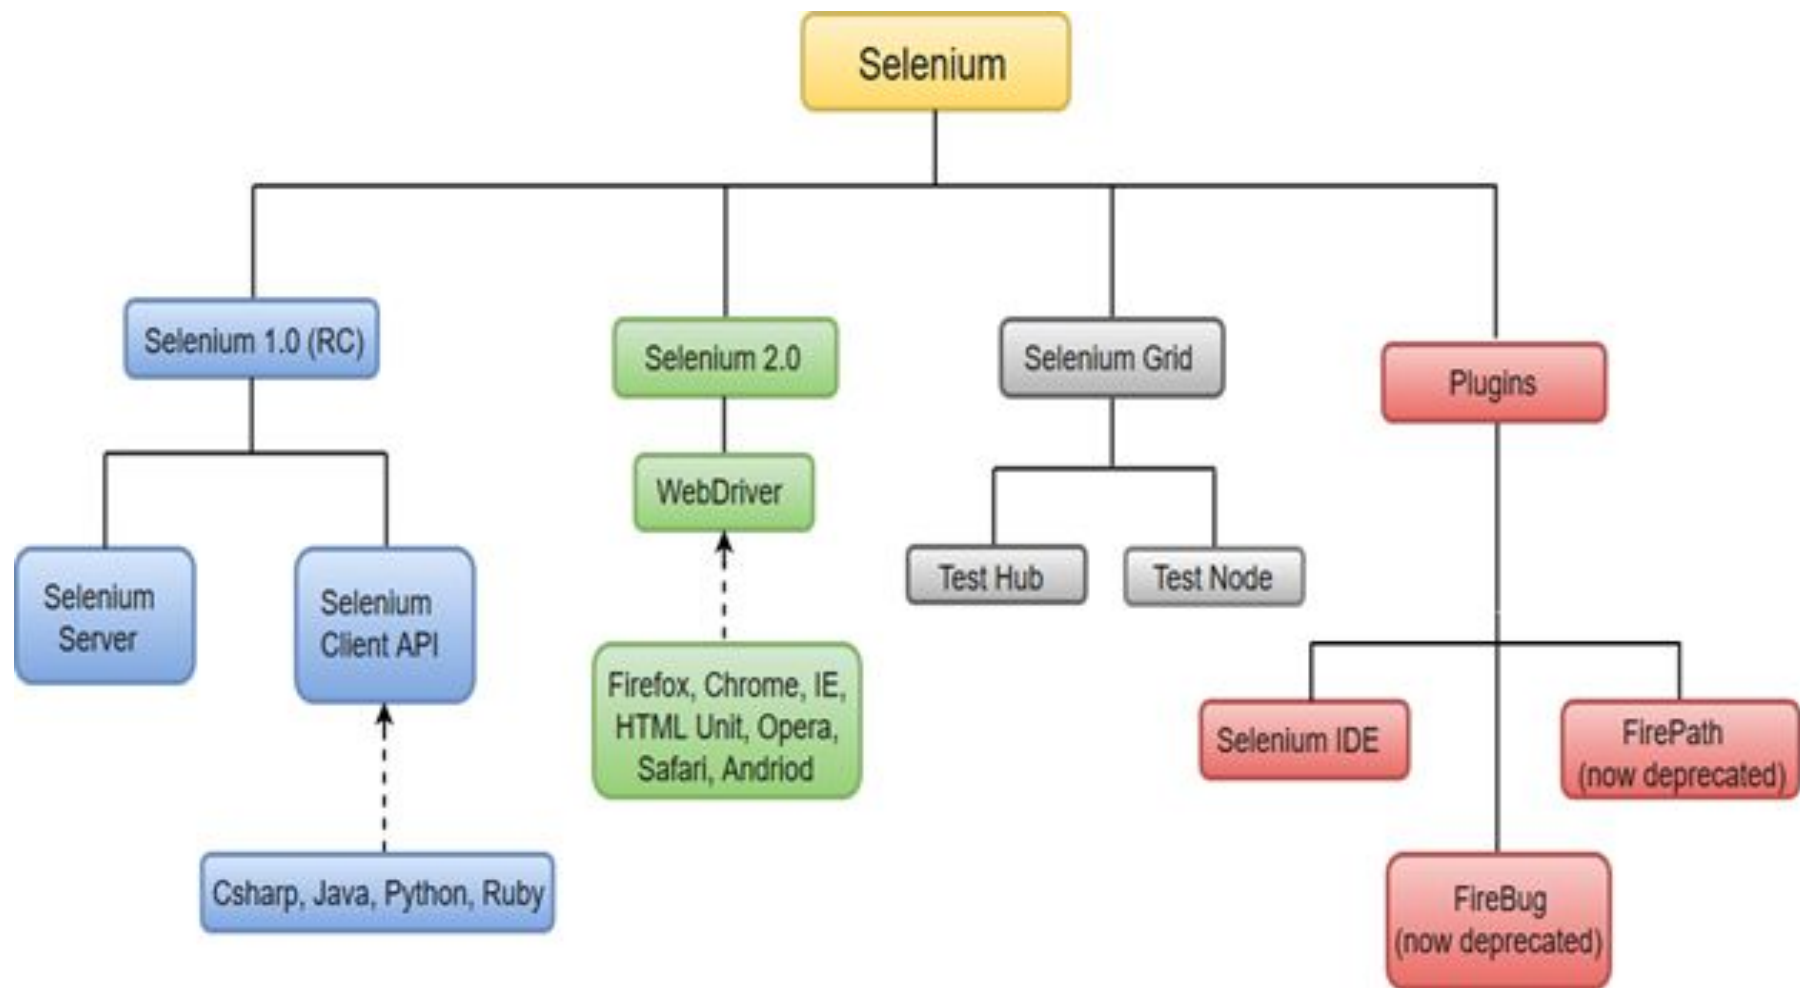 Selenium
Selenium 1.0 (RC)
Selenium 2.0
Selenium Grid
Plugins
WebDriver
Selenium
Server
Selenium
Client API
Test Hub
Test Node
Firefox, Chrome, IE,
HTML Unit, Opera,
Safari, Andriod
Selenium IDE
FirePath
(now deprecated)
Csharp, Java, Python, Ruby
FireBug
(now deprecated)